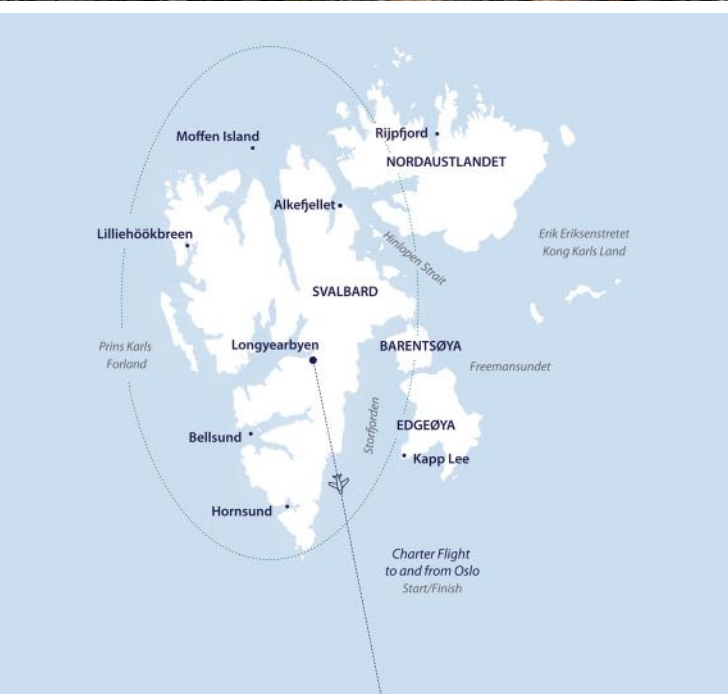 Moffen Island
Rijpfjord
NORDAUSTLANDET
Alkefjellet
Lilliehöökbreen
Hinlopen Strait
Erik Eriksenstretet
Kong Karls Land
SVALBARD
Prins Karls
Forland
Longyearbyen
BARENTSØYA
Freemansundet
Storfjorden
EDGEØYA
Bellsund
Kapp Lee
Hornsund
Charter Flight
to and from Oslo
Start/Finish